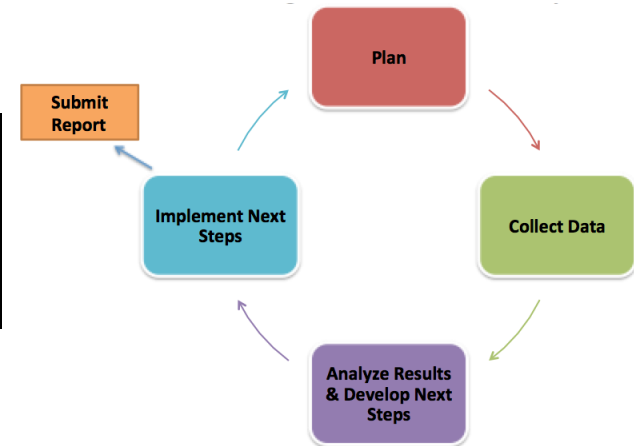 Plan
Submit
Report
Implement Next
Steps
Collect Data
Analyze Results
& Develop Next
Steps